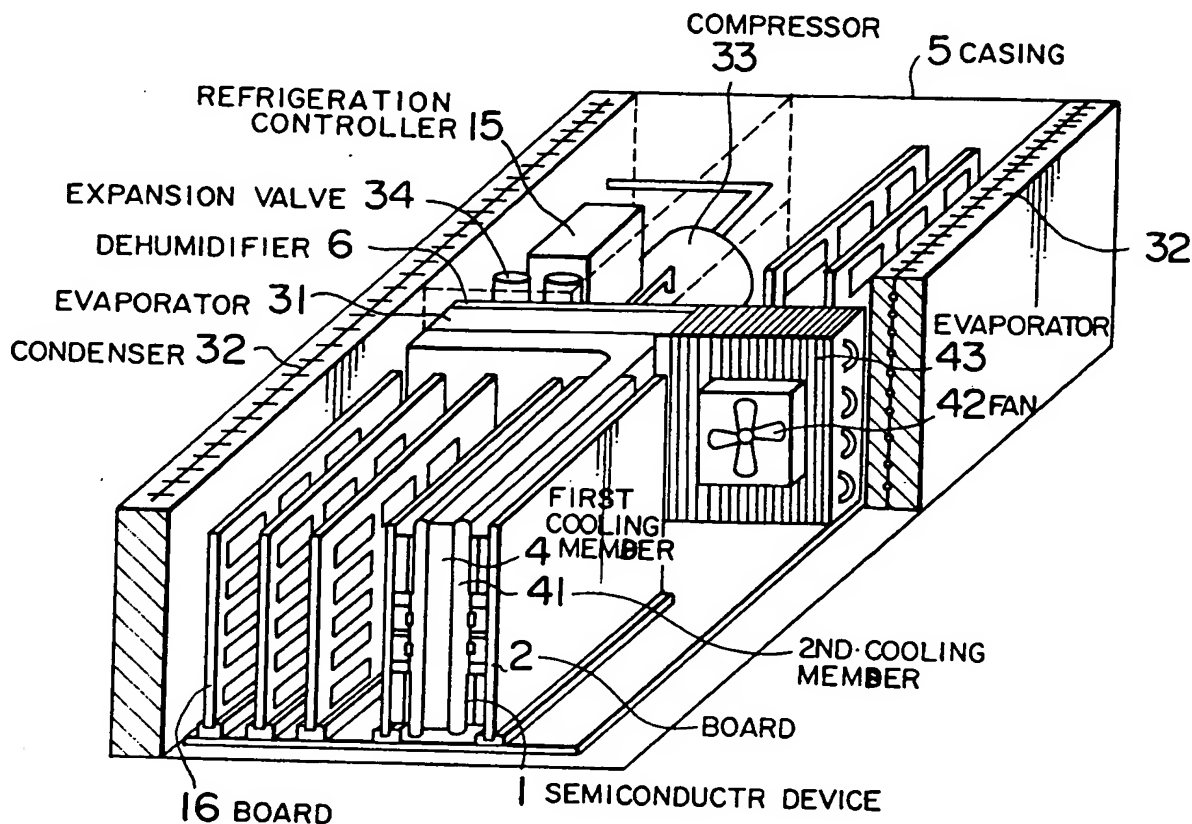 COMPRESSOR
33
5 CASING
REFRIGERATION
CONTROLLER 15
EXPANSION VALVE 34
DEHUMIDIFIER 6
32
EVAPORATOR 31
EVAPORATOR
43
CONDENSER 32
42 FAN
FIRST
COOLING
MEMBER
4
41
2ND·COOLING
MEMBER
2
BOARD
16 BOARD
1 SEMICONDUCTR DEVICE